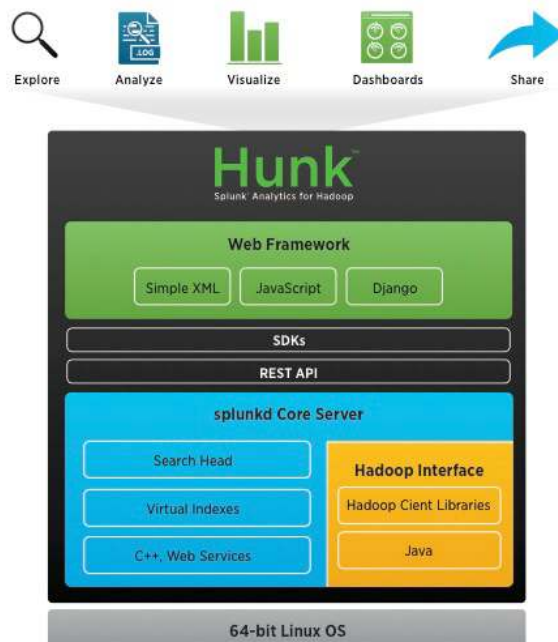 Explore Analyze Visualize Dashboards Share
.LOG
Hunk™
Splunk® Analytics for Hadoop
Web Framework
Simple XML JavaScript Django
SDKs
REST API
splunkd Core Server
Search Head
Virtual Indexes
C++, Web Services
Hadoop Interface
Hadoop Cient Libraries
Java
64-bit Linux OS